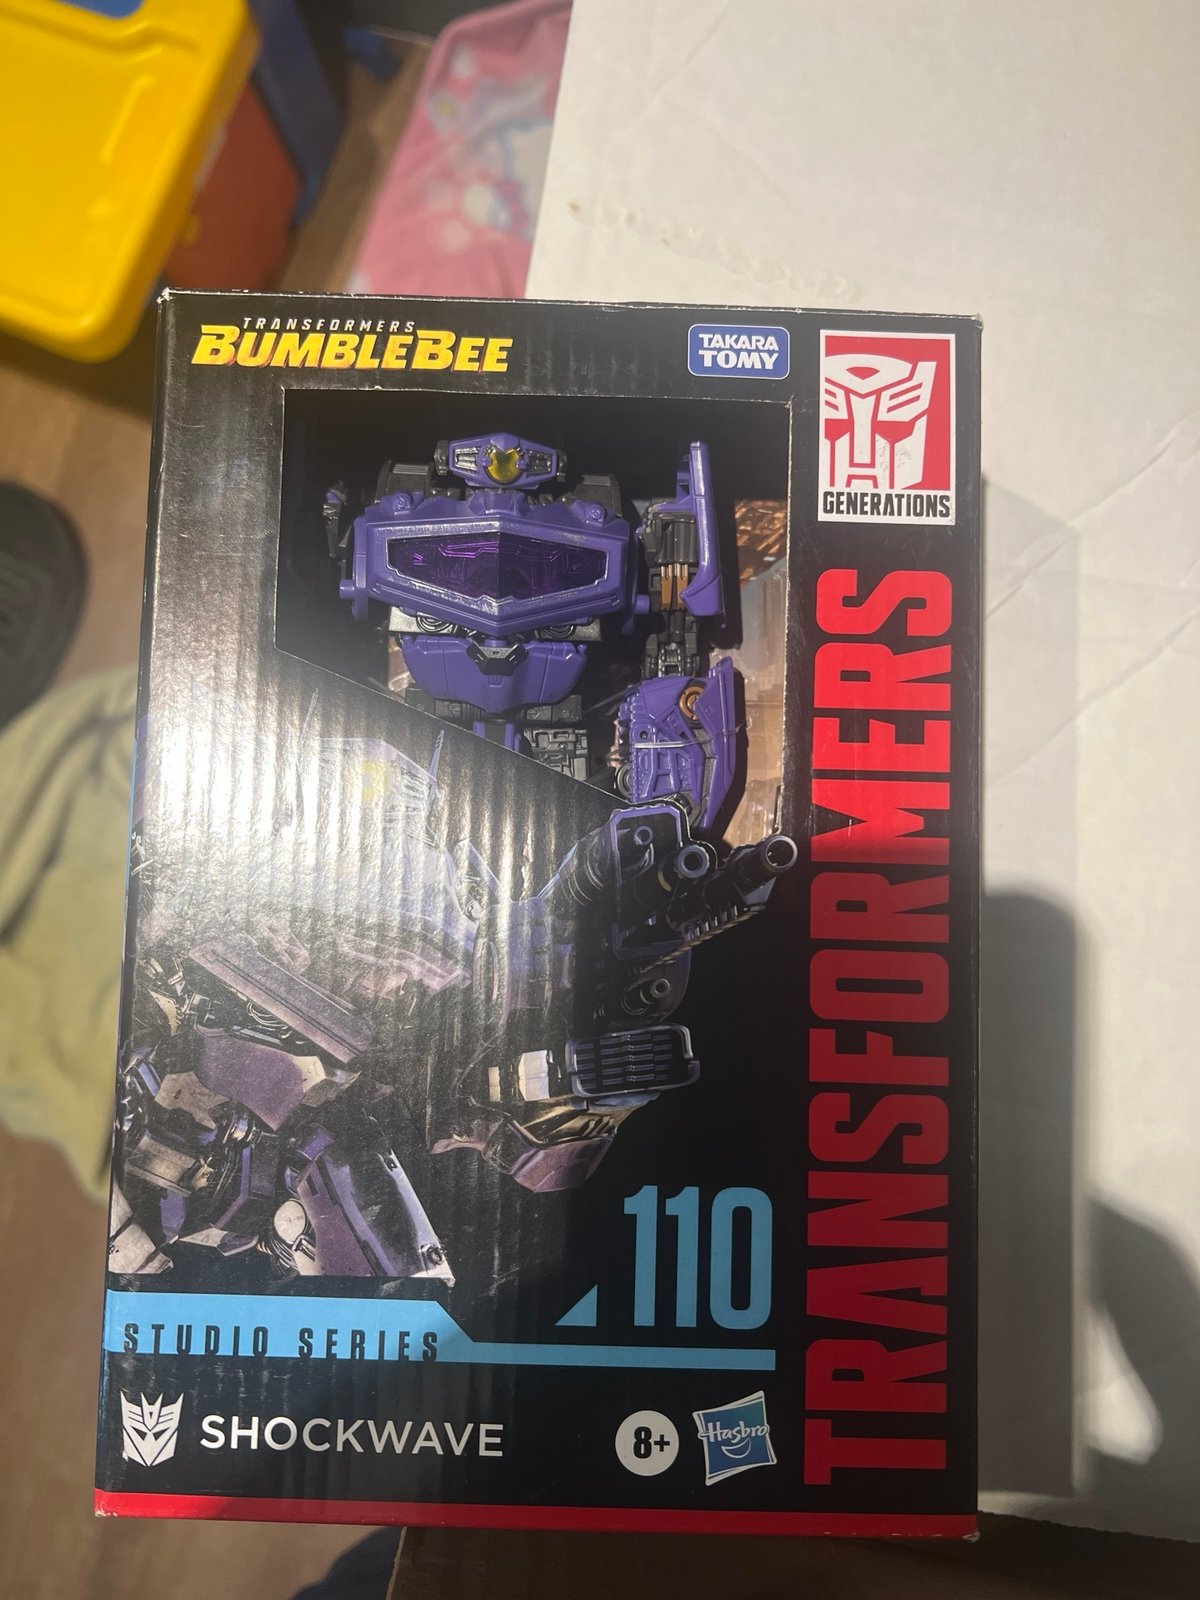 TRANSFORMERS
BUMBLEBEE
TAKARA
TOMY
GENERATIONS
TRANSFORMERS
110
STUDIO SERIES
SHOCKWAVE
8+
Hasbro